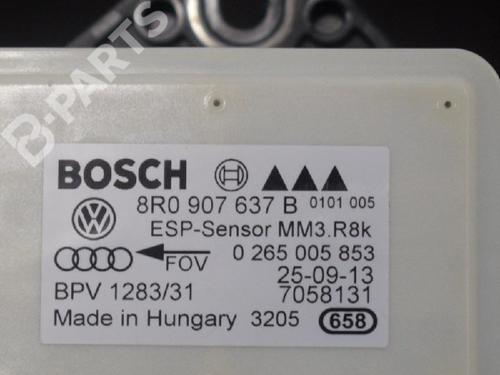 B-PARTS
BOSCH
8R0 907 637 B 0101 005
ESP-Sensor MM3.R8k
FOV 0 265 005 853
25-09-13
BPV 1283/31 7058131
Made in Hungary 3205 658